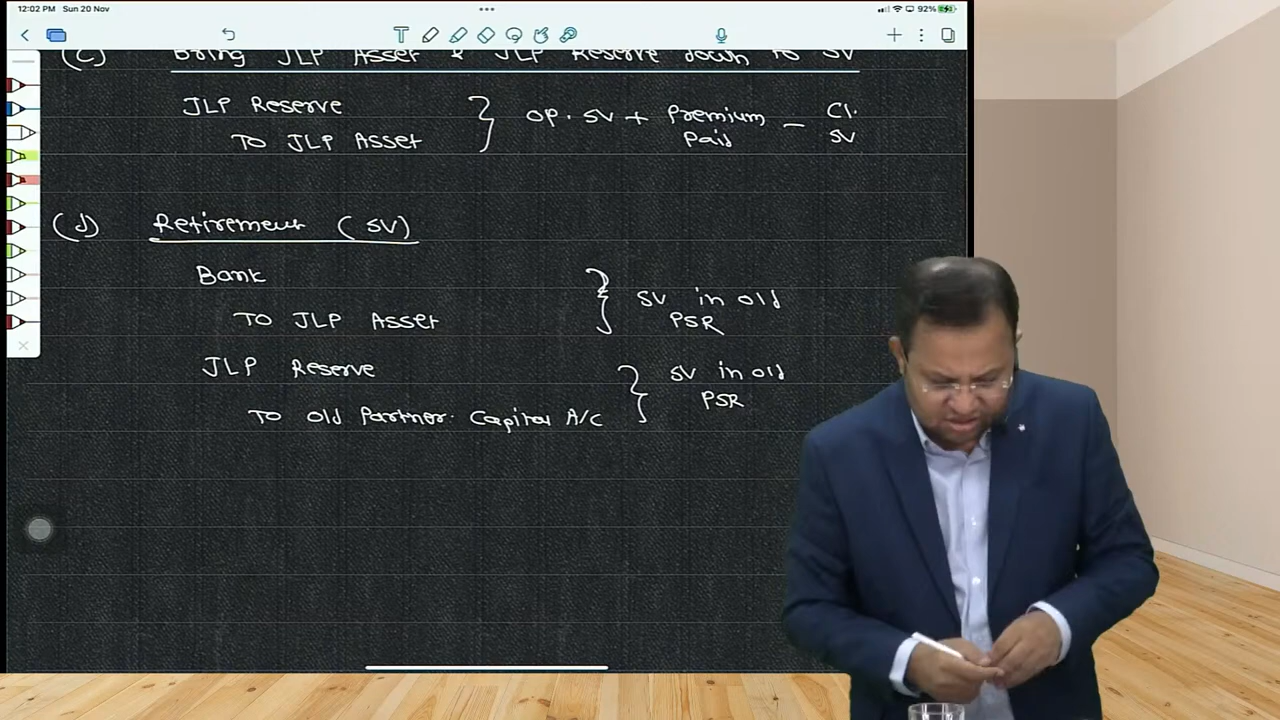 12:02 PM Sun 20 Nov
92%
(C) Bring JLP Asset & JLP Reserve down to SV
JLP Reserve
TO JLP Asset
OP. SV + Premium Paid - Cl. SV
(d) Retirement (SV)
Bank
TO JLP Asset
SV in old
PSR
JLP Reserve
TO Old Partner. Capital A/C
SV in old
PSR